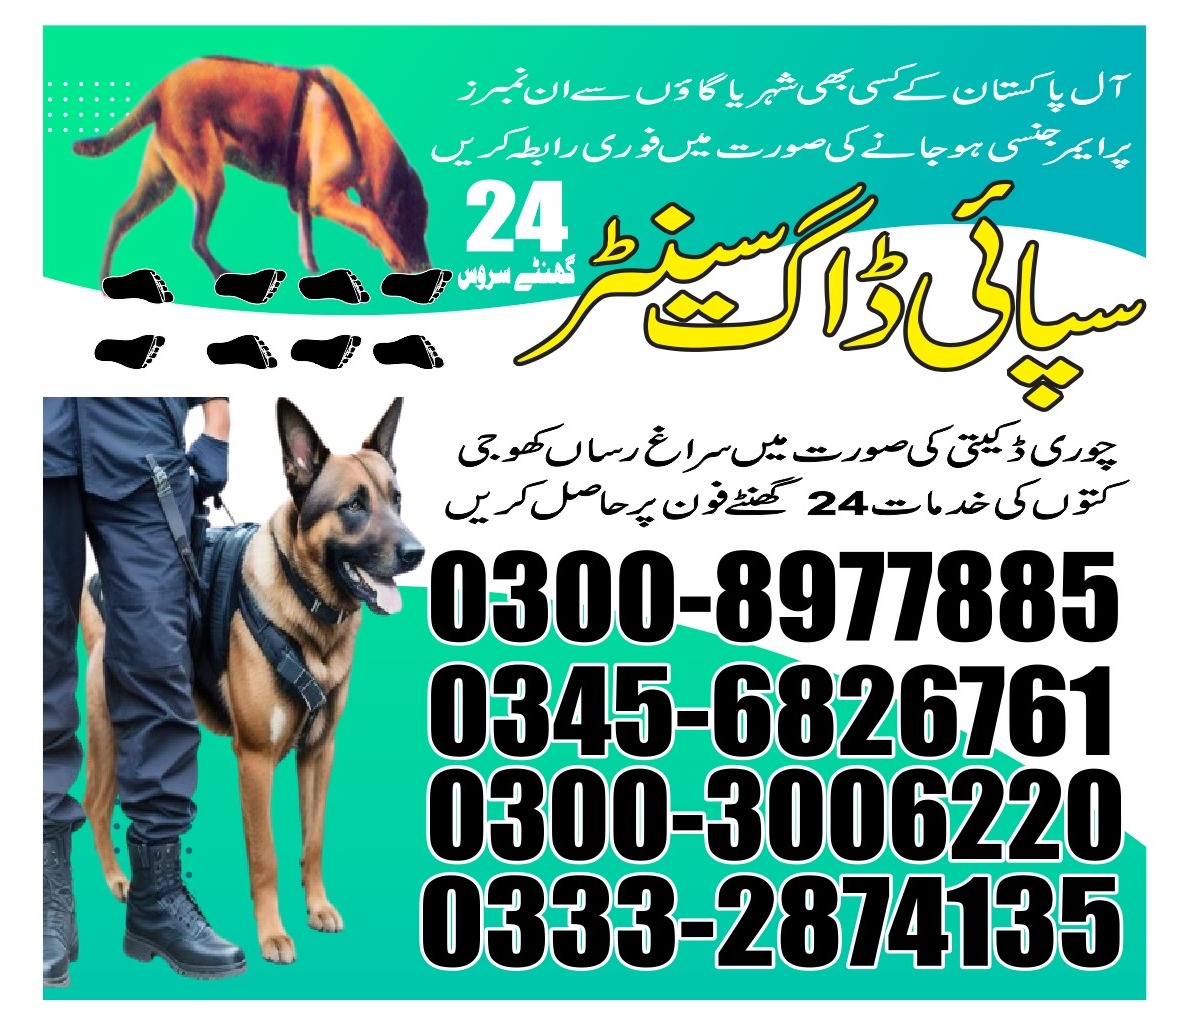 آل پاکستان کے کسی بھی شہر یا گاؤں سے ان نمبرز
پر ایمرجنسی ہو جانے کی صورت میں فوری رابطہ کریں
24
گھنٹے سروس
سپائی ڈاگ سینٹر
چوری ڈکیتی کی صورت میں سراغ رساں کھوجی
کتوں کی خدمات 24 گھنٹے فون پر حاصل کریں
0300-8977885
0345-6826761
0300-3006220
0333-2874135